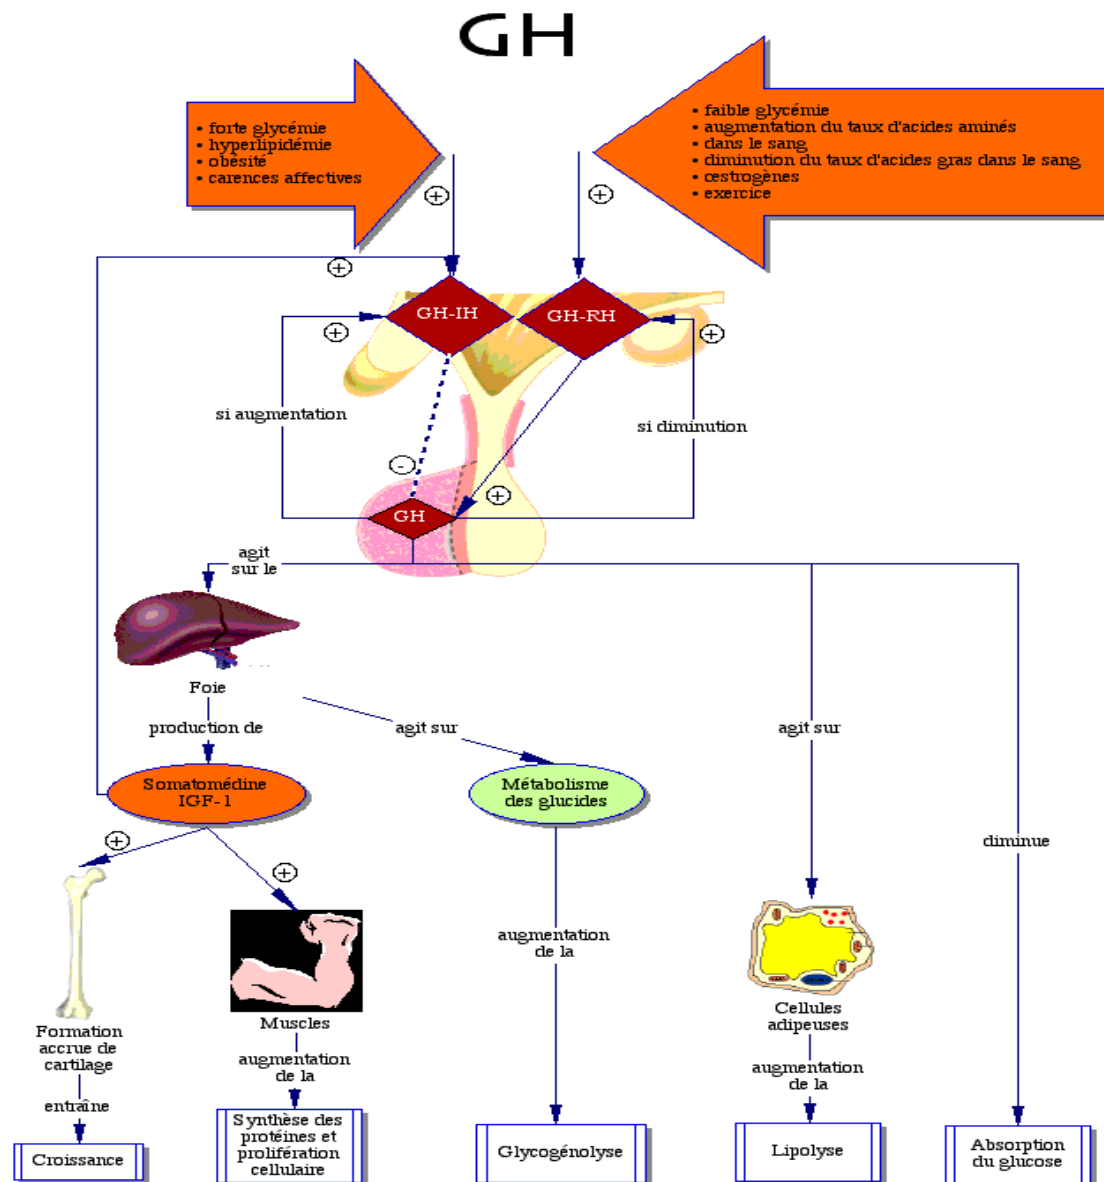 GH
• forte glycémie
• hyperlipidémie
• obésité
• carences affectives
• faible glycémie
• augmentation du taux d'acides aminés
• dans le sang
• diminution du taux d'acides gras dans le sang
• œstrogènes
• exercice
+
+
+
GH-IH
GH-RH
+
+
si augmentation
si diminution
-
+
GH
agit
sur le
Foie
production de
agit sur
agit sur
Somatomédine
IGF-1
Métabolisme
des glucides
+
+
diminue
augmentation
de la
Formation
accrue de
cartilage
Muscles
Cellules
adipeuses
entraîne
augmentation
de la
augmentation
de la
Croissance
Synthèse des
protéines et
prolifération
cellulaire
Glycogénolyse
Lipolyse
Absorption
du glucose